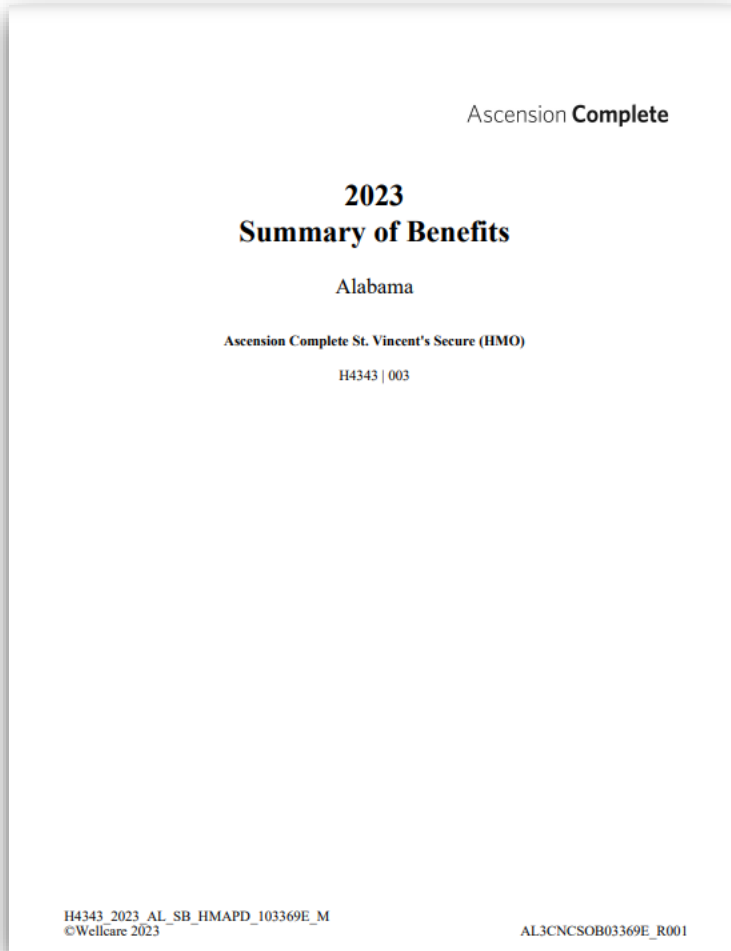 Ascension Complete
2023
Summary of Benefits
Alabama
Ascension Complete St. Vincent's Secure (HMO)
H4343 | 003
H4343_2023_AL_SB_HMAPD_103369E_M
©Wellcare 2023
AL3CNCSOB03369E_R001